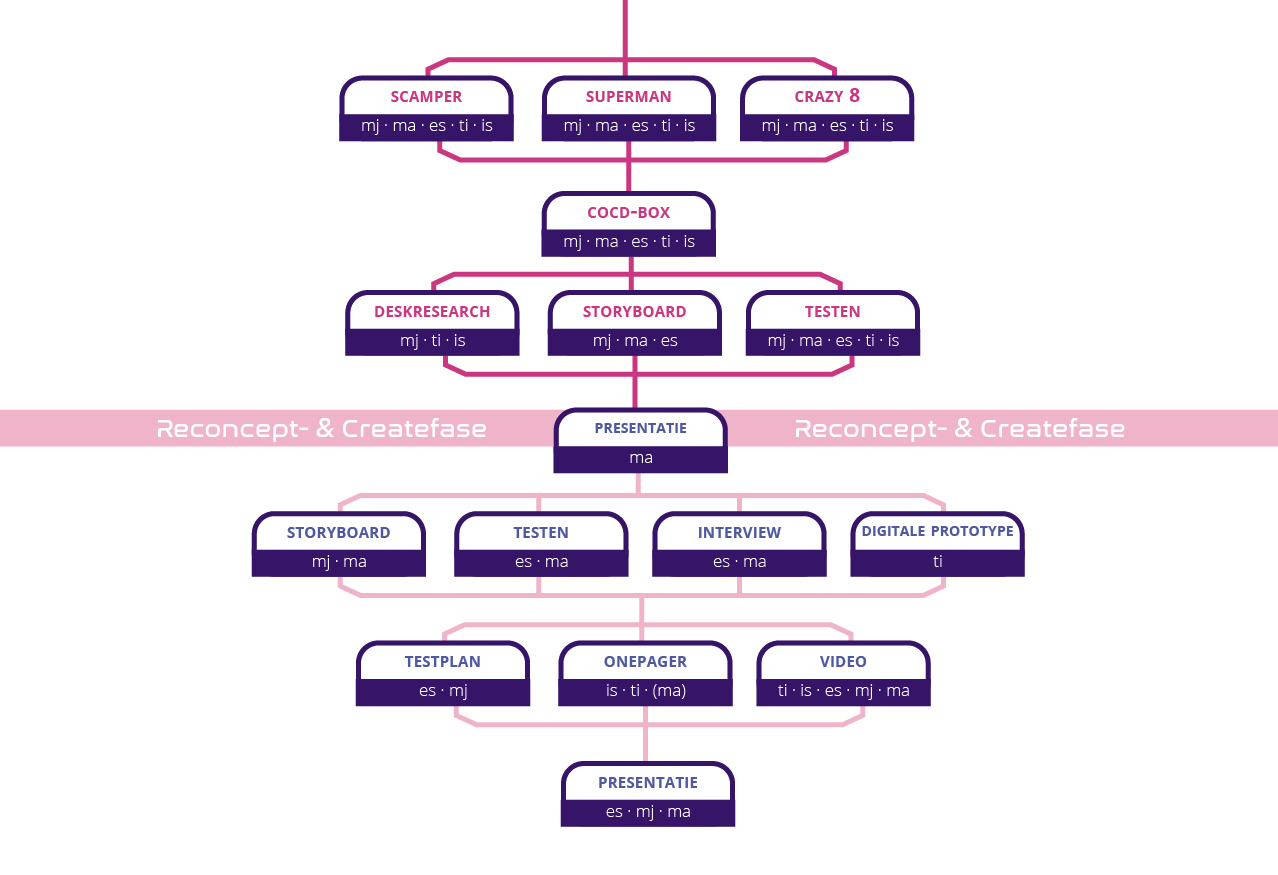 SCAMPER SUPERMAN CRAZY 8
mj · ma · es · ti · is mj · ma · es · ti · is mj · ma · es · ti · is
COCD-BOX
mj · ma · es · ti · is
DESKRESEARCH STORYBOARD TESTEN
mj · ti · is mj · ma · es mj · ma · es · ti · is
Reconcept- & Createfase PRESENTATIE Reconcept- & Createfase
ma
STORYBOARD TESTEN INTERVIEW DIGITALE PROTOTYPE
mj · ma es · ma es · ma ti
TESTPLAN ONEPAGER VIDEO
es · mj is · ti · (ma) ti · is · es · mj · ma
PRESENTATIE
es · mj · ma